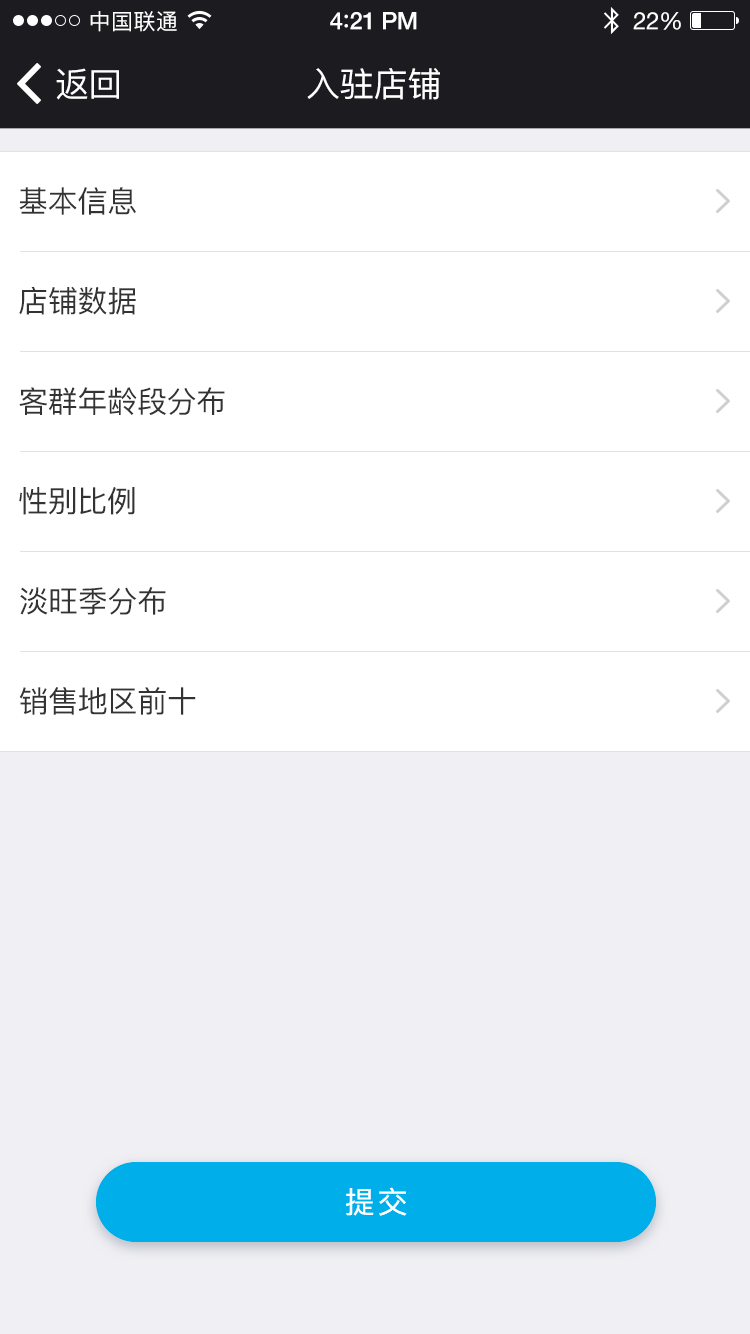 中国联通 4:21 PM 22%
返回 入驻店铺
基本信息
店铺数据
客群年龄段分布
性别比例
淡旺季分布
销售地区前十
提交